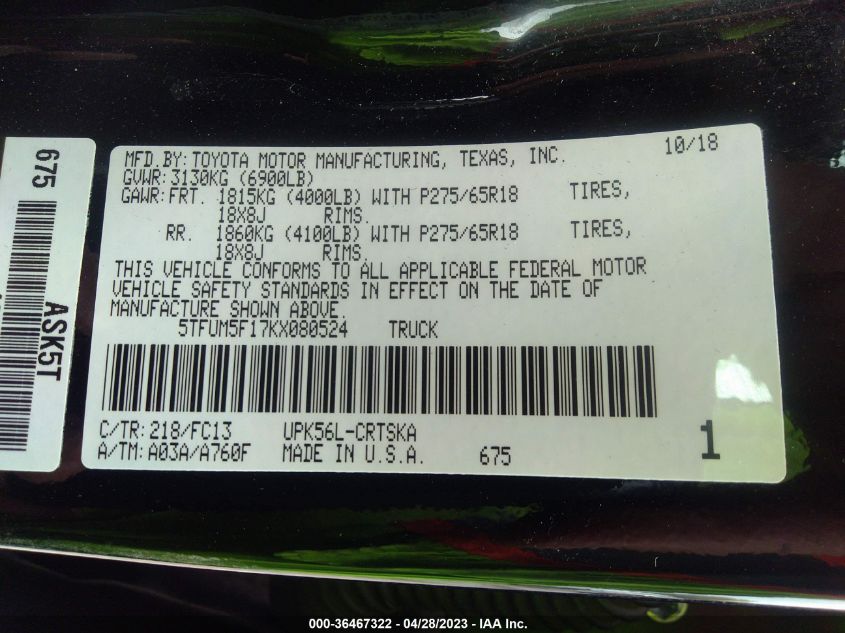 675
ASK5T
MFD.BY: TOYOTA MOTOR MANUFACTURING, TEXAS, INC. 10/18
GVWR: 3130KG (6900LB)
GAWR: FRT. 1815KG (4000LB) WITH P275/65R18 TIRES,
18X8J RIMS.
RR. 1860KG (4100LB) WITH P275/65R18 TIRES,
18X8J RIMS.
THIS VEHICLE CONFORMS TO ALL APPLICABLE FEDERAL MOTOR
VEHICLE SAFETY STANDARDS IN EFFECT ON THE DATE OF
MANUFACTURE SHOWN ABOVE.
5TFUM5F17KX080524 TRUCK
C/TR: 218/FC13 UPK56L-CRTSKA
A/TM: A03A/A760F MADE IN U.S.A. 675 1
000-36467322 / 04/28/2023 - IAA Inc.